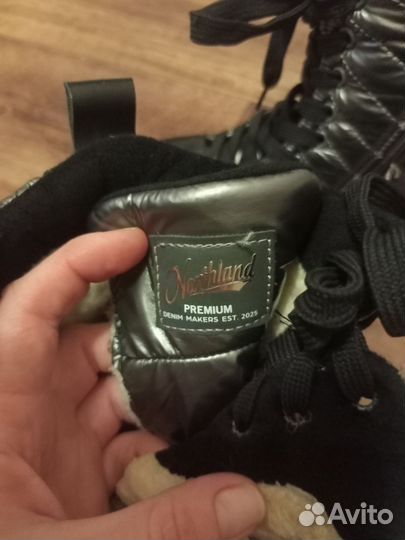 Northland
PREMIUM
DENIM MAKERS EST. 2025
Avito